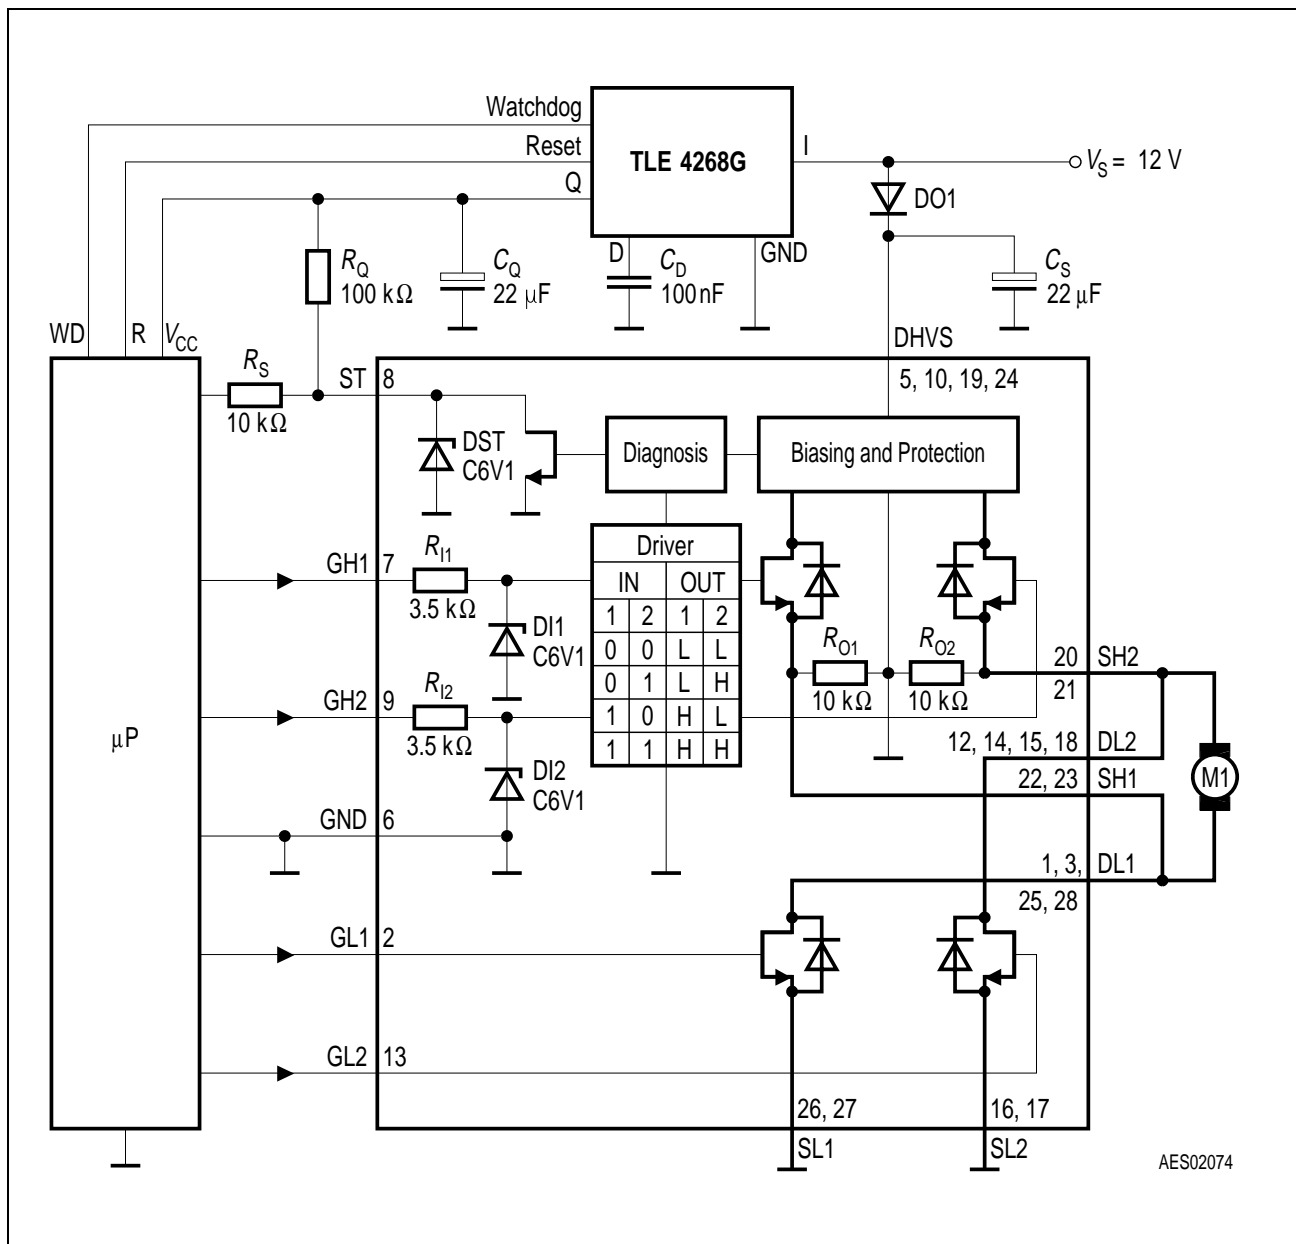 Watchdog
Reset
Q
TLE 4268G
I
V_S = 12 V
DO1
D
GND
R_Q
100 kΩ
C_Q
22 μF
C_D
100 nF
C_S
22 μF
WD
R
V_CC
DHVS
R_S
10 kΩ
ST
8
5, 10, 19, 24
DST
C6V1
Diagnosis
Biasing and Protection
GH1
7
R_I1
3.5 kΩ
DI1
C6V1
Driver
IN OUT
1 2 1 2
0 0 L L
0 1 L H
1 0 H L
1 1 H H
R_O1
10 kΩ
R_O2
10 kΩ
20
SH2
21
GH2
9
R_I2
3.5 kΩ
μP
12, 14, 15, 18
DL2
DI2
C6V1
22, 23
SH1
M1
GND
6
1, 3,
DL1
25, 28
GL1
2
GL2
13
26, 27
16, 17
SL1
SL2
AES02074